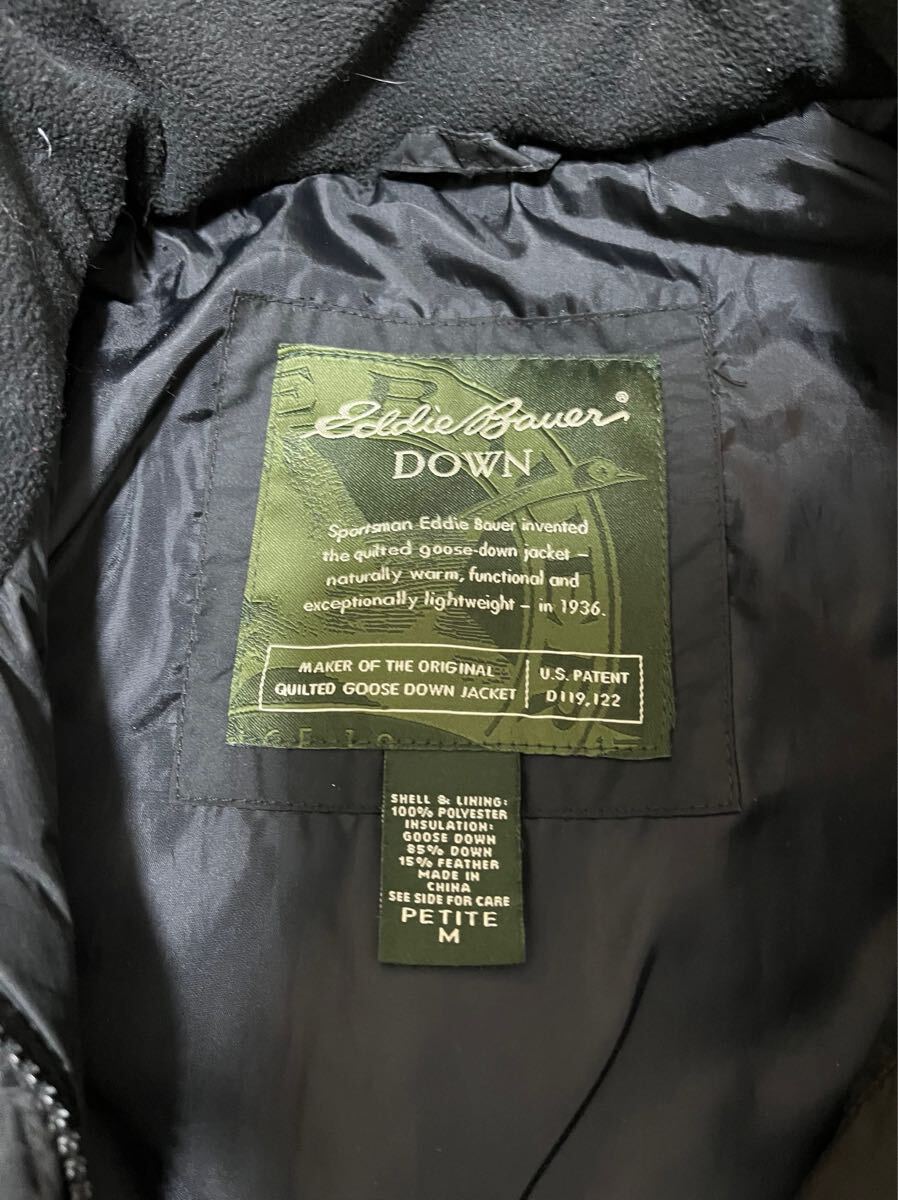 EB
Eddie Bauer®
DOWN
Sportsman Eddie Bauer invented
the quilted goose-down jacket –
naturally warm, functional and
exceptionally lightweight – in 1936.
MAKER OF THE ORIGINAL
QUILTED GOOSE DOWN JACKET
U.S. PATENT
D119,122
SHELL & LINING:
100% POLYESTER
INSULATION:
GOOSE DOWN
85% DOWN
15% FEATHER
MADE IN
CHINA
SEE SIDE FOR CARE
PETITE
M